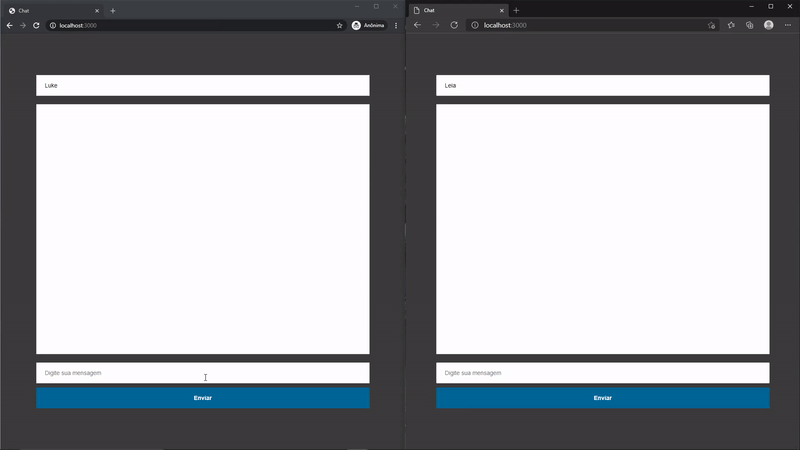 Chat
localhost:3000
Anônima
Luke
Digite sua mensagem
Enviar
Chat
localhost:3000
Leia
Digite sua mensagem
Enviar